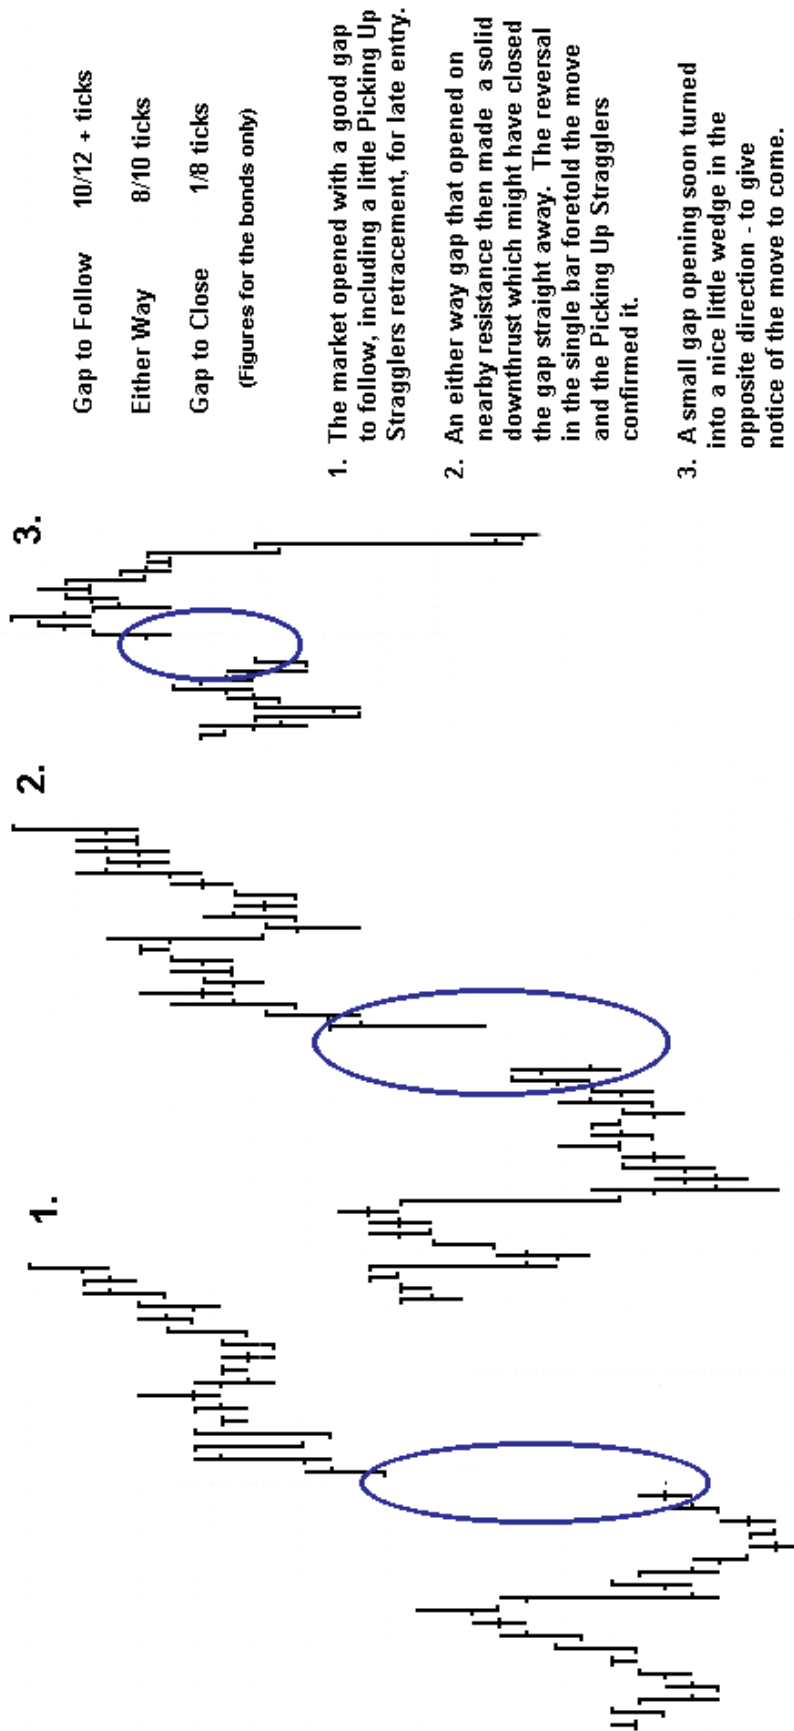 1.
2.
3.
Gap to Follow 10/12 + ticks
Either Way 8/10 ticks
Gap to Close 1/8 ticks
(Figures for the bonds only)
1. The market opened with a good gap
to follow, including a little Picking Up
Stragglers retracement, for late entry.
2. An either way gap that opened on
nearby resistance then made a solid
downthrust which might have closed
the gap straight away. The reversal
in the single bar foretold the move
and the Picking Up Stragglers
confirmed it.
3. A small gap opening soon turned
into a nice little wedge in the
opposite direction - to give
notice of the move to come.